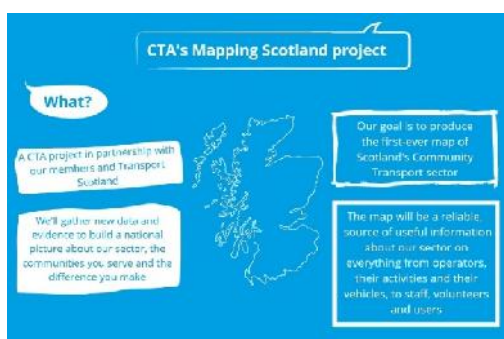 CTA's Mapping Scotland project
What?
A CTA project in partnership with
our members and Transport
Scotland
We'll gather new data and
evidence to build a national
picture about our sector, the
communities you serve and the
difference you make
Our goal is to produce
the first-ever map of
Scotland's Community
Transport sector
The map will be a reliable,
source of useful information
about our sector on
everything from operators,
their activities and their
vehicles, to staff, volunteers
and users